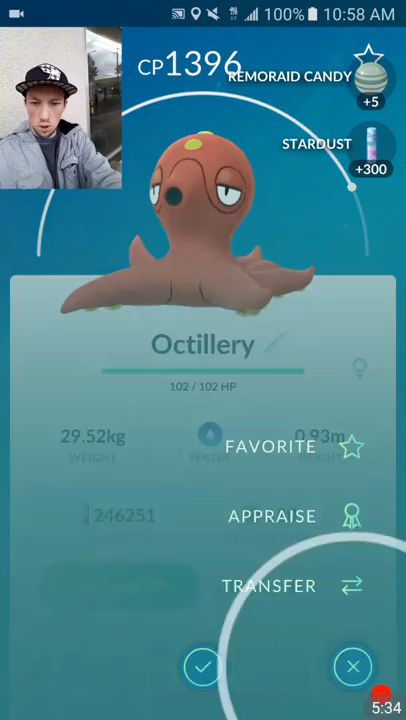 100% 10:58 AM
CP1396
REMORAID CANDY
+5
STARDUST
+300
Octillery
102 / 102 HP
29.52kg
WEIGHT
WATER
0.93m
HEIGHT
FAVORITE
246251
APPRAISE
TRANSFER
5:34